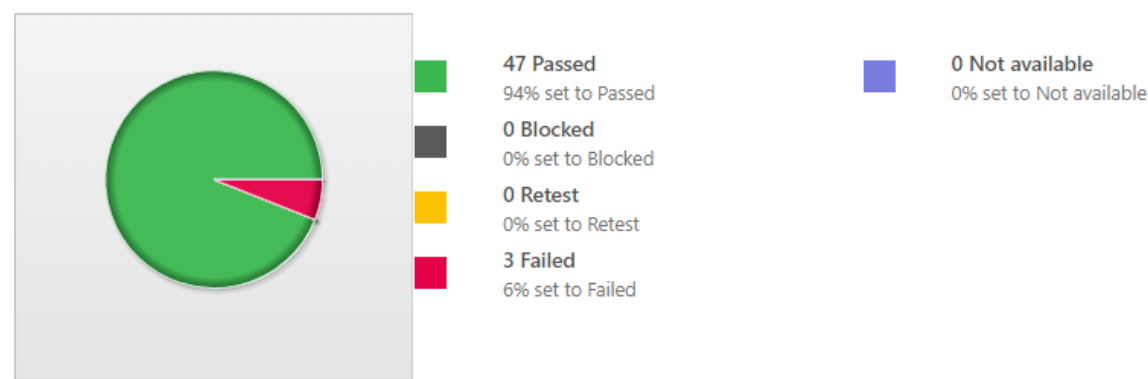 47 Passed
94% set to Passed
0 Blocked
0% set to Blocked
0 Retest
0% set to Retest
3 Failed
6% set to Failed
0 Not available
0% set to Not available